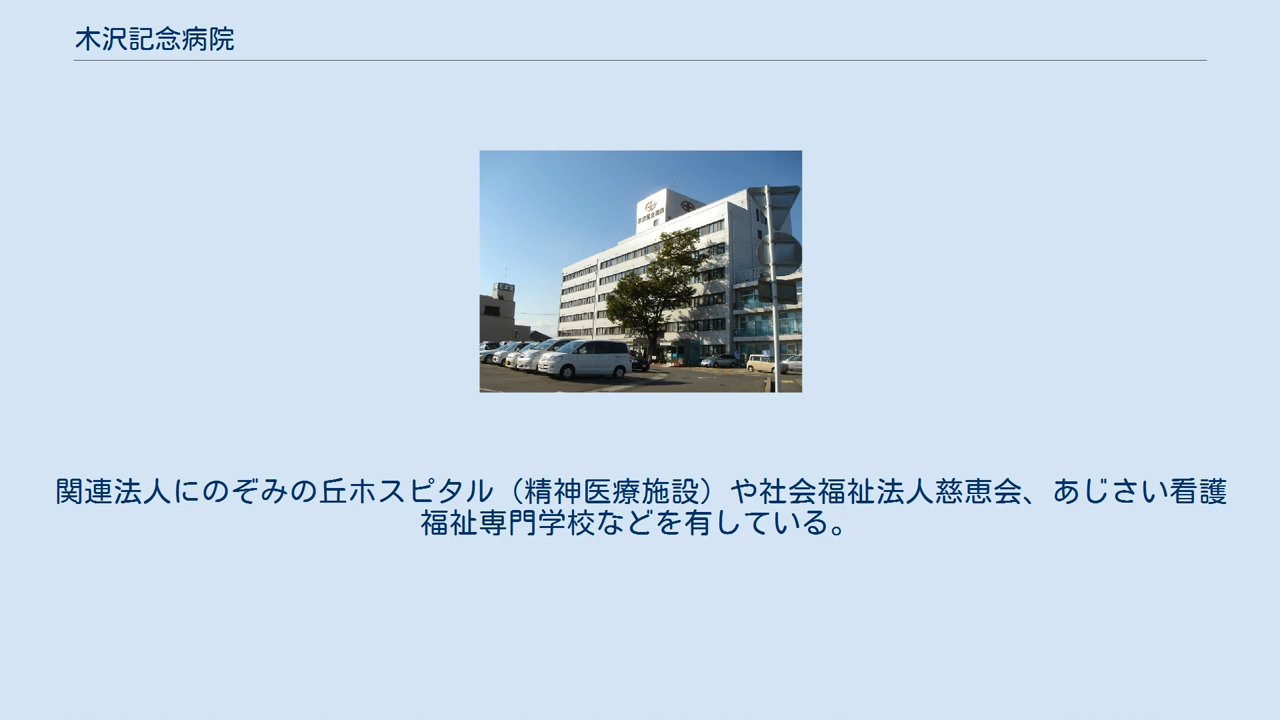 木沢記念病院
関連法人にのぞみの丘ホスピタル（精神医療施設）や社会福祉法人慈恵会、あじさい看護
福祉専門学校などを有している。